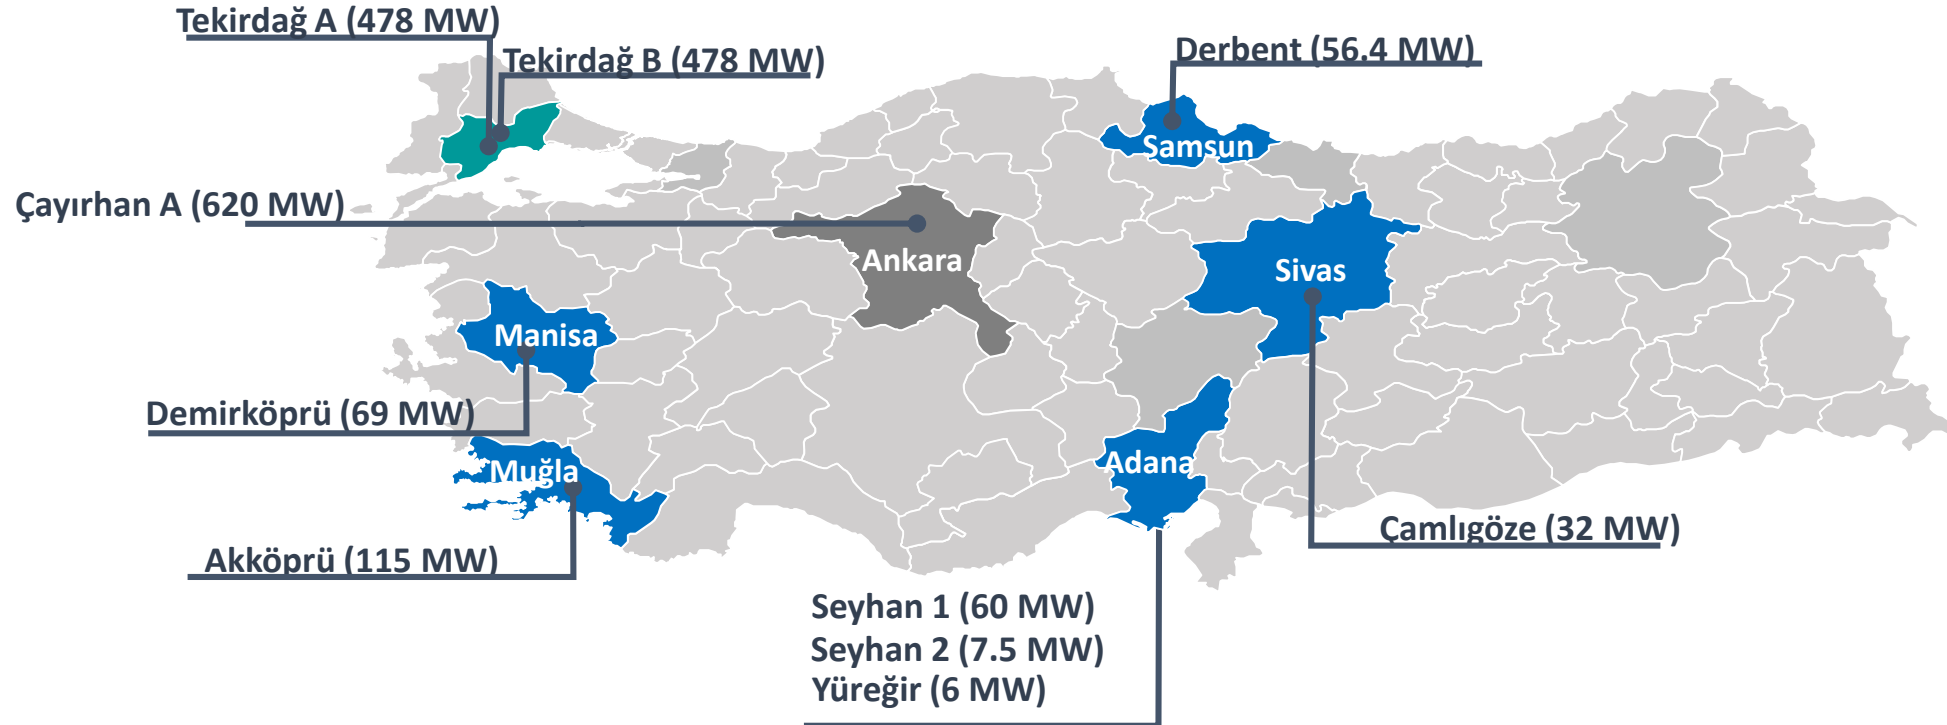 Tekirdağ A (478 MW)
Tekirdağ B (478 MW)
Derbent (56.4 MW)
Samsun
Çayırhan A (620 MW)
Ankara
Sivas
Manisa
Demirköprü (69 MW)
Muğla
Adana
Çamlıgöze (32 MW)
Akköprü (115 MW)
Seyhan 1 (60 MW)
Seyhan 2 (7.5 MW)
Yüreğir (6 MW)